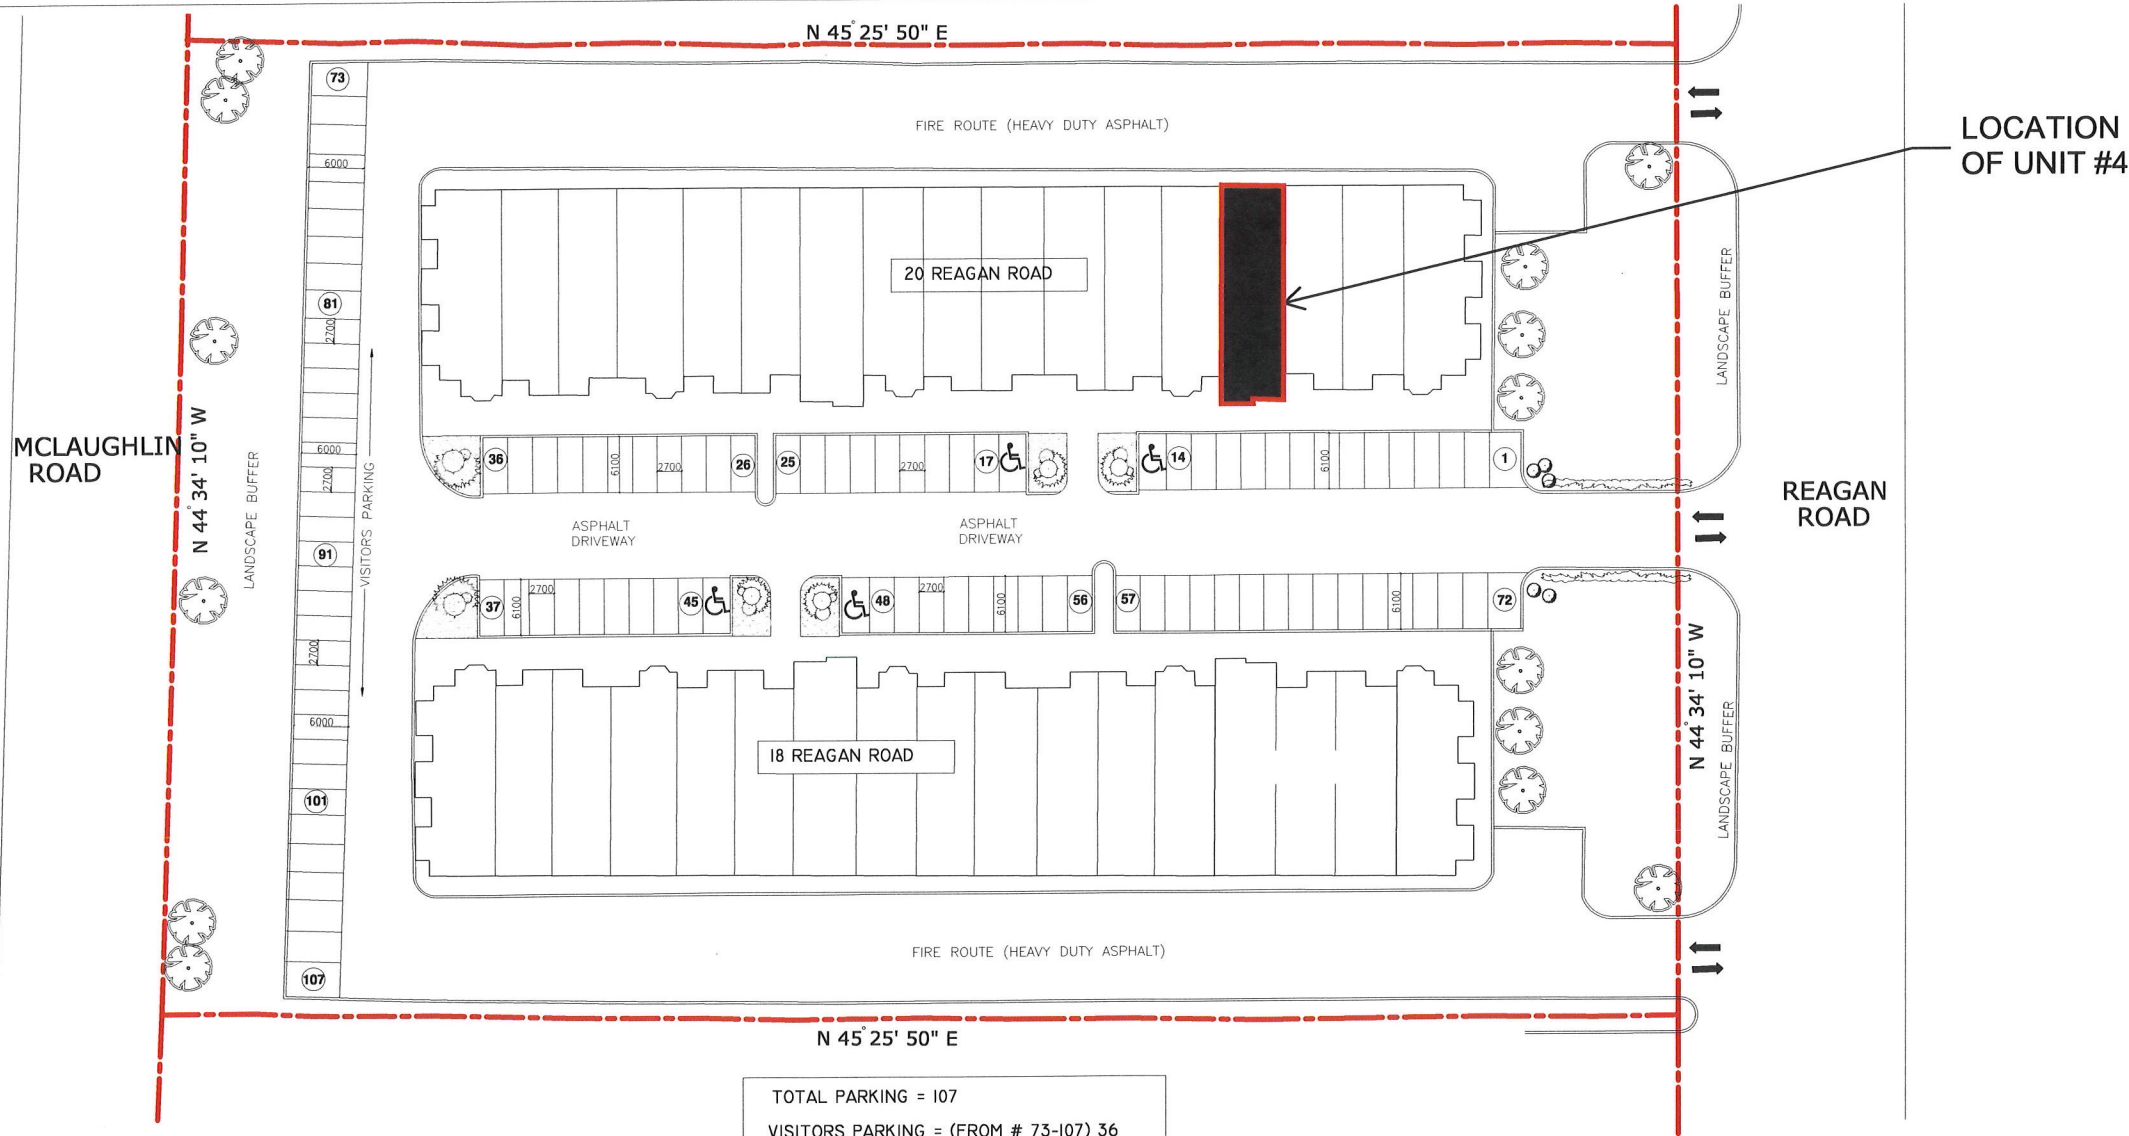 N 45° 25' 50" E
73
FIRE ROUTE (HEAVY DUTY ASPHALT)
LOCATION
OF UNIT #4
6000
20 REAGAN ROAD
81
2700
LANDSCAPE BUFFER
MCLAUGHLIN
ROAD
N 44° 34' 10" W
LANDSCAPE BUFFER
6000
2700
VISITORS PARKING
36
6100
2700
26
25
2700
17
14
6100
1
REAGAN
ROAD
ASPHALT
DRIVEWAY
ASPHALT
DRIVEWAY
91
37
6100
2700
45
48
2700
6100
56
57
6100
72
2700
6000
N 44° 34' 10" W
LANDSCAPE BUFFER
18 REAGAN ROAD
101
FIRE ROUTE (HEAVY DUTY ASPHALT)
107
N 45° 25' 50" E
TOTAL PARKING = 107
VISITORS PARKING = (FROM # 73-107) 36